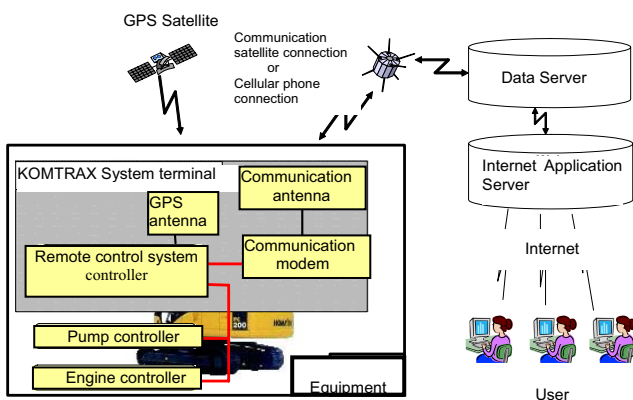 GPS Satellite
Communication
satellite connection
or
Cellular phone
connection
Data Server
Internet Application
Server
Internet
User
KOMTRAX System terminal
Communication
antenna
GPS
antenna
Remote control system
controller
Communication
modem
Pump controller
Engine controller
Equipment
200